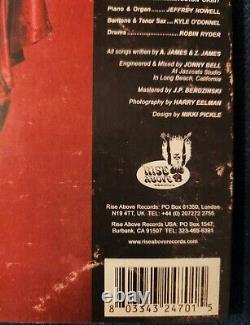 Piano & Organ ------- JEFFREY HOWELL
Baritone & Tenor Sax ---- KYLE O'DONNEL
Drums ------------------- ROBIN RYDER
All songs written by A. JAMES & Z. JAMES
Engineered & Mixed by JONNY BELL
At Jazzcats Studio
In Long Beach, California
Mastered by J.P. BERDZINSKI
Photography by HARRY EELMAN
Design by NIKKI PICKLE
RISE ABOVE
Rise Above Records: PO Box 01359, London
N19 4TT, UK TEL: +44 (0) 207272 2755
Rise Above Records USA: PO Box 1547,
Burbank, CA 91507 TEL: 323-465-6391
www.riseaboverecords.com
8 03343 24701 5